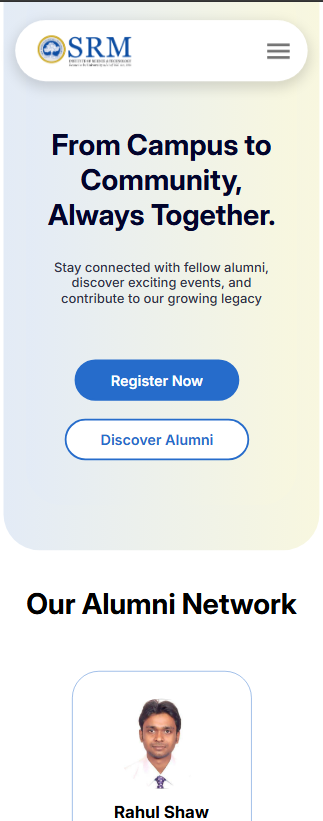 SRM
From Campus to
Community,
Always Together.
Stay connected with fellow alumni,
discover exciting events, and
contribute to our growing legacy
Register Now
Discover Alumni
Our Alumni Network
Rahul Shaw